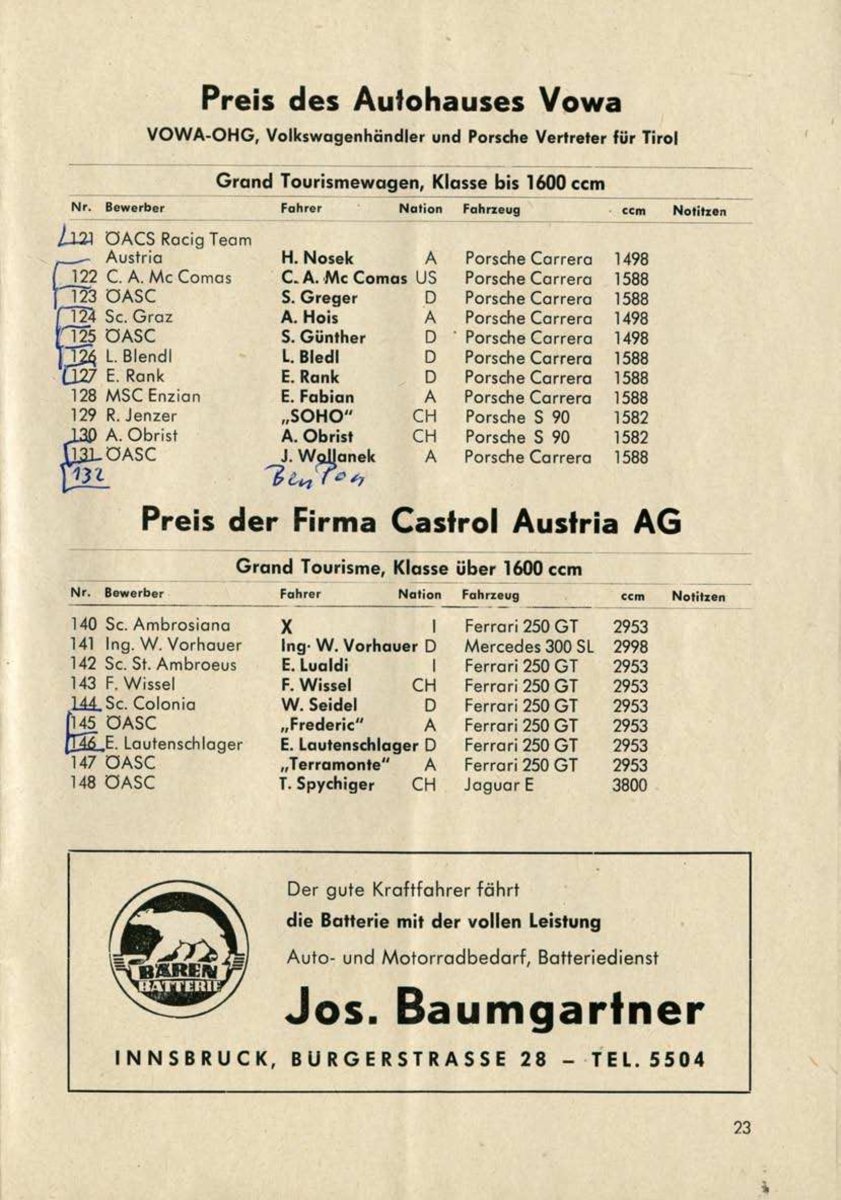 Preis des Autohauses Vowa
VOWA-OHG, Volkswagenhändler und Porsche Vertreter für Tirol
Grand Tourismewagen, Klasse bis 1600 ccm
Nr. Bewerber Fahrer Nation Fahrzeug ccm Notitzen
121 ÖACS Racig Team
Austria H. Nosek A Porsche Carrera 1498
122 C. A. Mc Comas C. A. Mc Comas US Porsche Carrera 1588
123 ÖASC S. Greger D Porsche Carrera 1588
124 Sc. Graz A. Hois A Porsche Carrera 1498
125 ÖASC S. Günther D Porsche Carrera 1498
126 L. Blendl L. Bledl D Porsche Carrera 1588
127 E. Rank E. Rank D Porsche Carrera 1588
128 MSC Enzian E. Fabian A Porsche Carrera 1588
129 R. Jenzer „SOHO" CH Porsche S 90 1582
130 A. Obrist A. Obrist CH Porsche S 90 1582
131 ÖASC J. Wollanek A Porsche Carrera 1588
132 Ben Pon
Preis der Firma Castrol Austria AG
Grand Tourisme, Klasse über 1600 ccm
Nr. Bewerber Fahrer Nation Fahrzeug ccm Notitzen
140 Sc. Ambrosiana X I Ferrari 250 GT 2953
141 Ing. W. Vorhauer Ing. W. Vorhauer D Mercedes 300 SL 2998
142 Sc. St. Ambroeus E. Lualdi I Ferrari 250 GT 2953
143 F. Wissel F. Wissel CH Ferrari 250 GT 2953
144 Sc. Colonia W. Seidel D Ferrari 250 GT 2953
145 ÖASC „Frederic" A Ferrari 250 GT 2953
146 E. Lautenschlager E. Lautenschlager D Ferrari 250 GT 2953
147 ÖASC „Terramonte" A Ferrari 250 GT 2953
148 ÖASC T. Spychiger CH Jaguar E 3800
Der gute Kraftfahrer fährt
die Batterie mit der vollen Leistung
Auto- und Motorradbedarf, Batteriedienst
BÄREN
BATTERIE
Jos. Baumgartner
INNSBRUCK, BÜRGERSTRASSE 28 – TEL. 5504
23